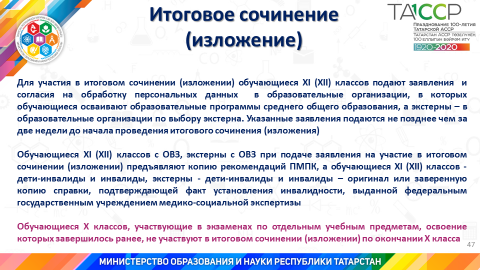 Итоговое сочинение
(изложение)
ТАССР
Празднование 100-летия
Татарской АССР
1920-2020
Для участия в итоговом сочинении (изложении) обучающиеся XI (XII) классов подают заявления и
согласия на обработку персональных данных в образовательные организации, в которых
обучающиеся осваивают образовательные программы среднего общего образования, а экстерны – в
образовательные организации по выбору экстерна. Указанные заявления подаются не позднее чем за
две недели до начала проведения итогового сочинения (изложения)
Обучающиеся XI (XII) классов с ОВЗ, экстерны с ОВЗ при подаче заявления на участие в итоговом
сочинении (изложении) предъявляют копию рекомендаций ПМПК, а обучающиеся XI (XII) классов -
дети-инвалиды и инвалиды, экстерны - дети-инвалиды и инвалиды – оригинал или заверенную
копию справки, подтверждающей факт установления инвалидности, выданной федеральным
государственным учреждением медико-социальной экспертизы
Обучающиеся X классов, участвующие в экзаменах по отдельным учебным предметам, освоение
которых завершилось ранее, не участвуют в итоговом сочинении (изложении) по окончании X класса
47
МИНИСТЕРСТВО ОБРАЗОВАНИЯ И НАУКИ РЕСПУБЛИКИ ТАТАРСТАН